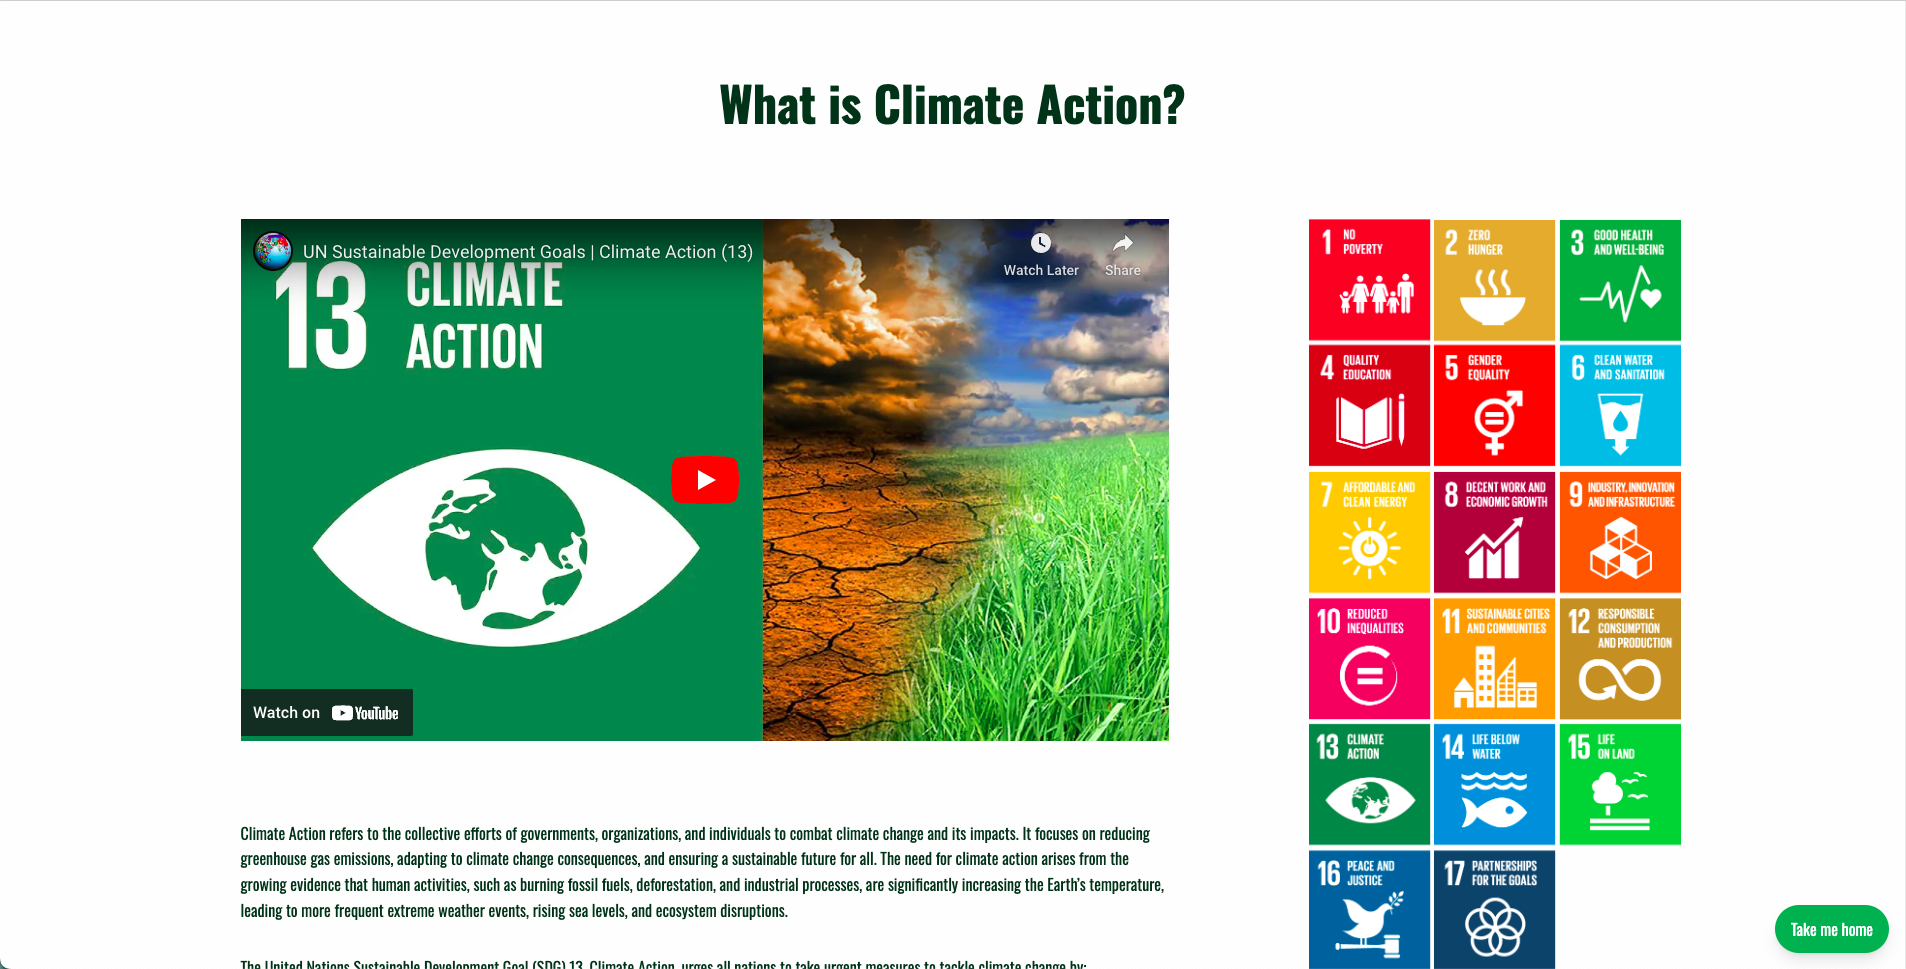 What is Climate Action?
UN Sustainable Development Goals | Climate Action (13)
Watch Later
Share
13 CLIMATE
ACTION
Watch on YouTube
1 NO
POVERTY
2 ZERO
HUNGER
3 GOOD HEALTH
AND WELL-BEING
4 QUALITY
EDUCATION
5 GENDER
EQUALITY
6 CLEAN WATER
AND SANITATION
7 AFFORDABLE AND
CLEAN ENERGY
8 DECENT WORK AND
ECONOMIC GROWTH
9 INDUSTRY, INNOVATION
AND INFRASTRUCTURE
10 REDUCED
INEQUALITIES
11 SUSTAINABLE CITIES
AND COMMUNITIES
12 RESPONSIBLE
CONSUMPTION
AND PRODUCTION
13 CLIMATE
ACTION
14 LIFE BELOW
WATER
15 LIFE
ON LAND
16 PEACE AND
JUSTICE
17 PARTNERSHIPS
FOR THE GOALS
Climate Action refers to the collective efforts of governments, organizations, and individuals to combat climate change and its impacts. It focuses on reducing
greenhouse gas emissions, adapting to climate change consequences, and ensuring a sustainable future for all. The need for climate action arises from the
growing evidence that human activities, such as burning fossil fuels, deforestation, and industrial processes, are significantly increasing the Earth's temperature,
leading to more frequent extreme weather events, rising sea levels, and ecosystem disruptions.
The United Nations Sustainable Development Goal (SDG) 13, Climate Action, urges all nations to take urgent measures to tackle climate change by:
Take me home